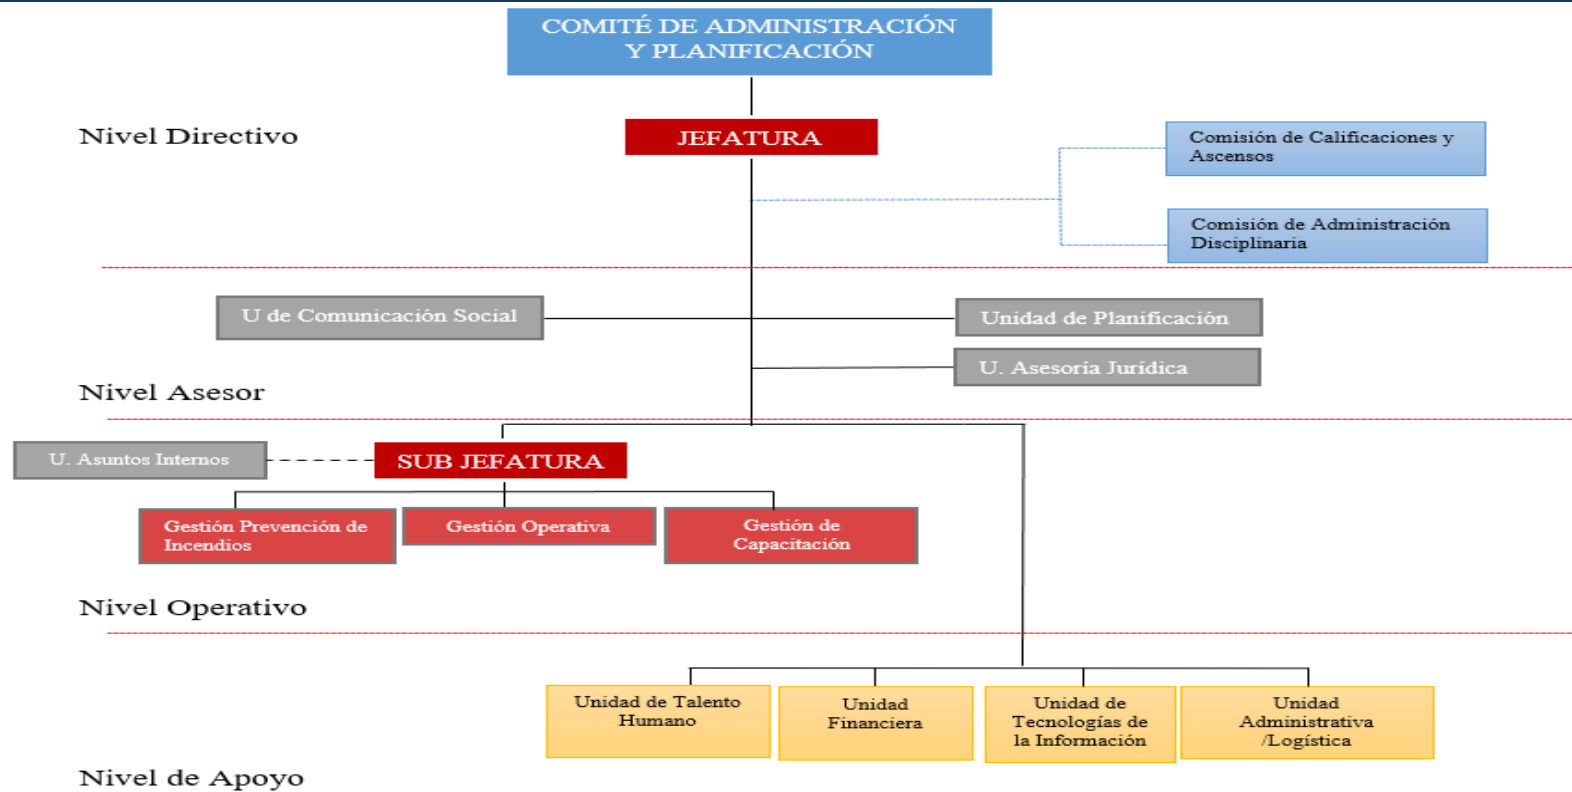 COMITÉ DE ADMINISTRACIÓN
Y PLANIFICACIÓN
Nivel Directivo
JEFATURA
Comisión de Calificaciones y
Ascensos
Comisión de Administración
Disciplinaria
U de Comunicación Social
Unidad de Planificación
U. Asesoría Jurídica
Nivel Asesor
U. Asuntos Internos
SUB JEFATURA
Gestión Prevención de
Incendios
Gestión Operativa
Gestión de
Capacitación
Nivel Operativo
Unidad de Talento
Humano
Unidad
Financiera
Unidad de
Tecnologías de
la Información
Unidad
Administrativa
/Logística
Nivel de Apoyo